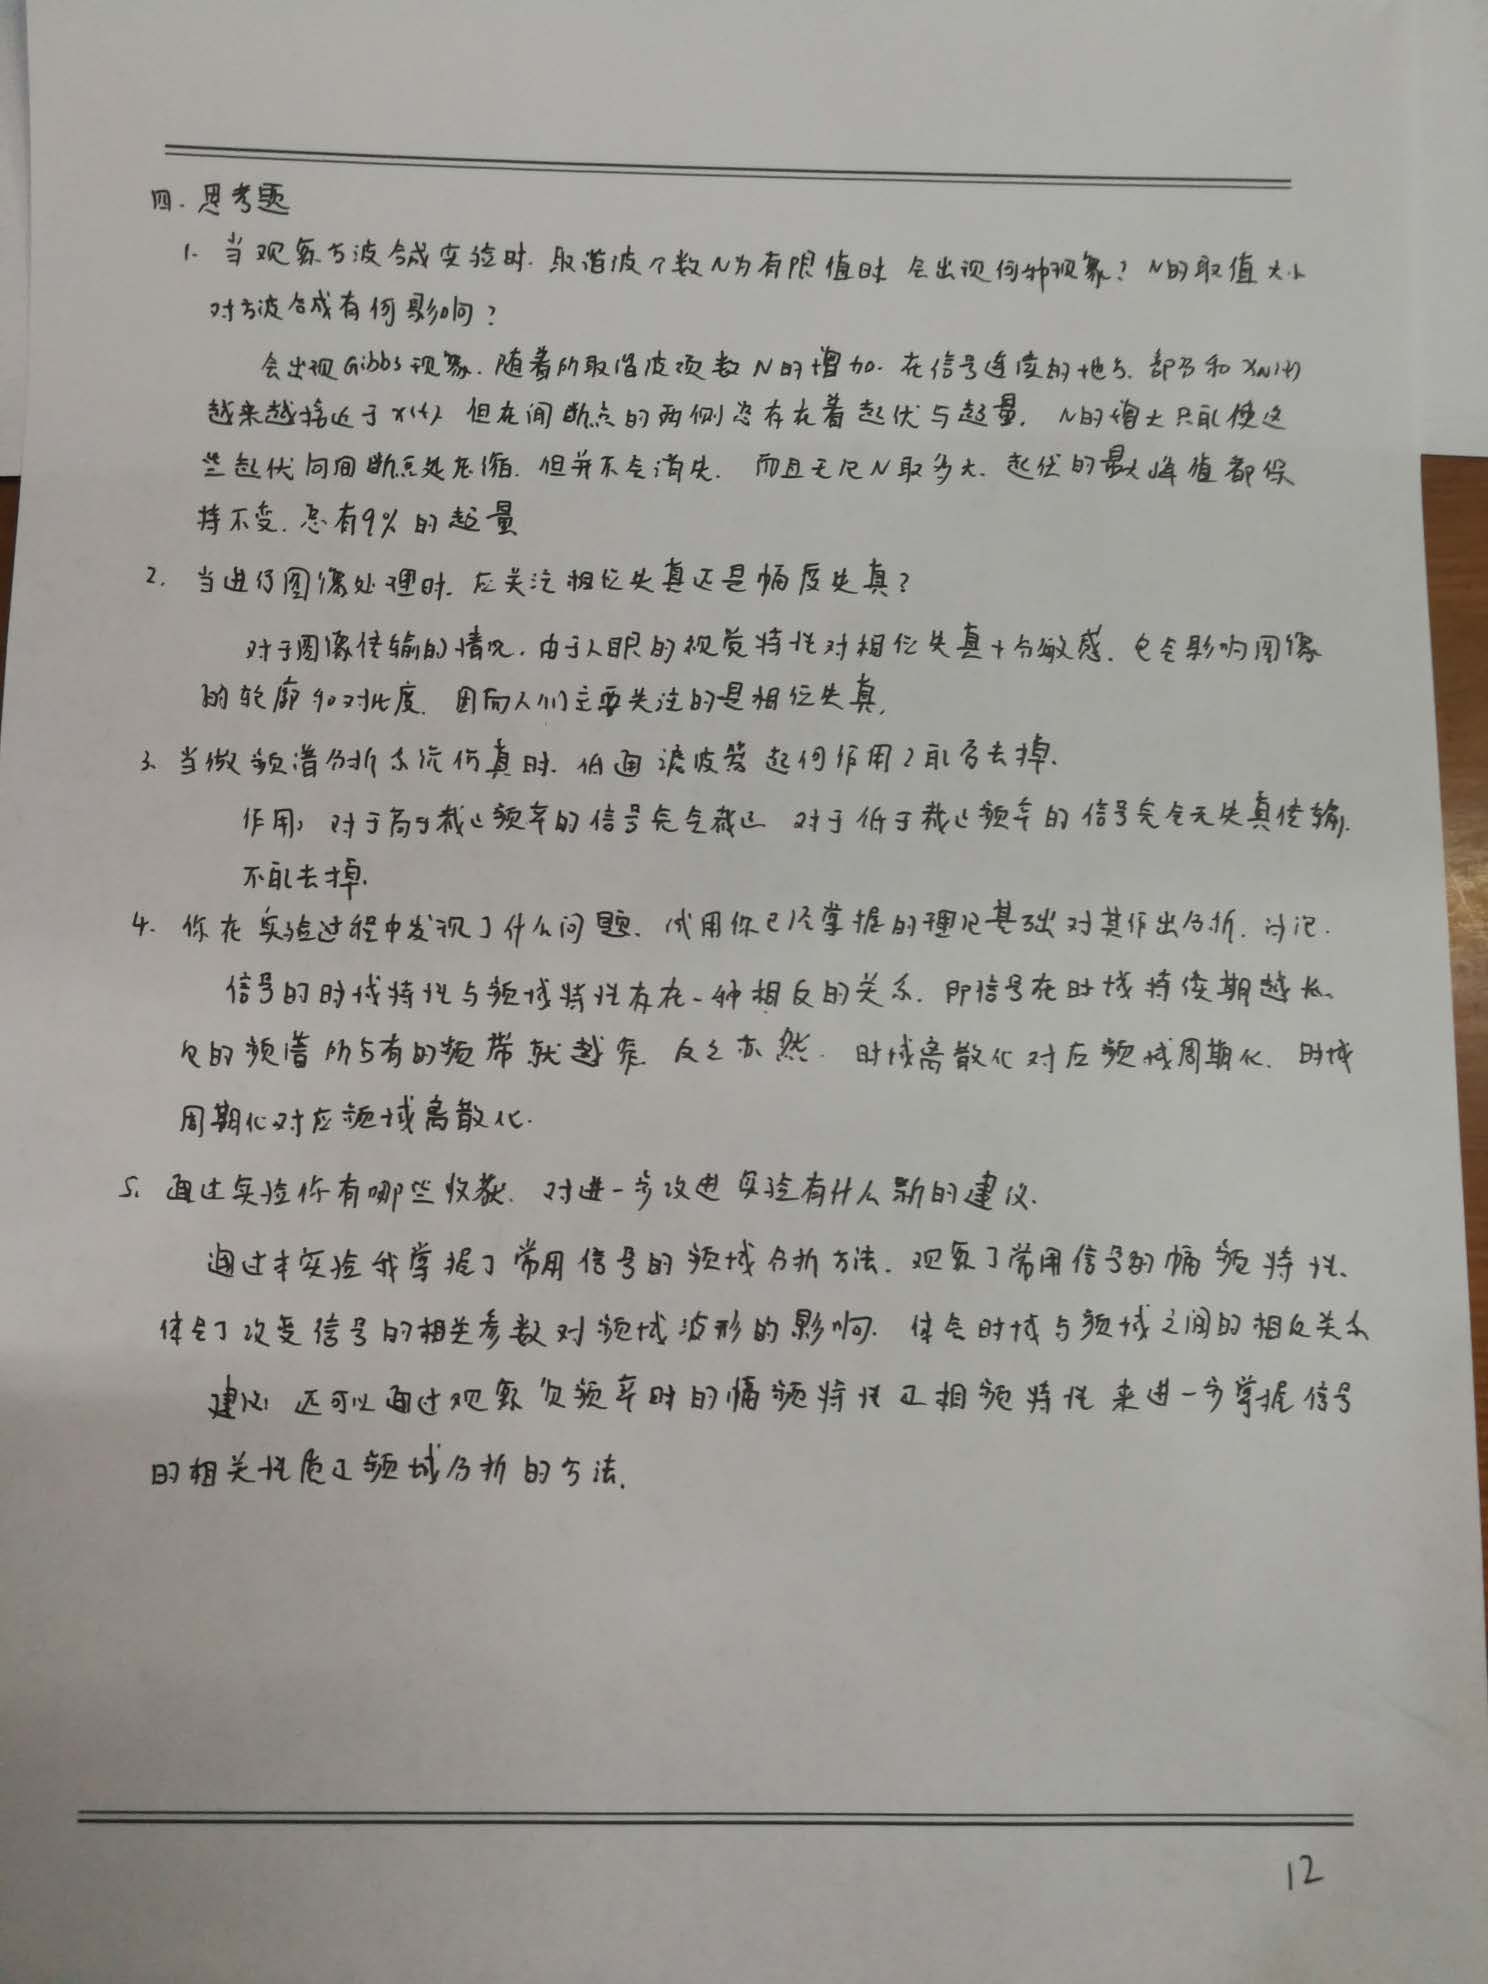 四. 思考题
1. 当观察方波合成实验时. 取谐波个数N为有限值时 会出现何种现象? N的取值大小
对方波合成有何影响?
会出现Gibbs现象. 随着所取谐波项数N的增加. 在信号连续的地方. 部分和 xN(t)
越来越接近于x(t) 但在间断点的两侧总存在着起伏与超量. N的增大只能使这
些起伏向间断点处压缩. 但并不会消失. 而且无论N取多大. 起伏的最大峰值都保
持不变. 总有9%的超量
2. 当进行图像处理时. 应关注相位失真还是幅度失真?
对于图像传输的情况. 由于人眼的视觉特性对相位失真十分敏感. 它会影响图像
的轮廓和对比度. 因而人们主要关注的是相位失真.
3. 当做频谱分析系统仿真时. 低通滤波器起何作用?能否去掉.
作用: 对于高于截止频率的信号完全截止 对于低于截止频率的信号完全无失真传输.
不能去掉.
4. 你在实验过程中发现了什么问题. 试用你已经掌握的理论基础对其作出分析. 讨论.
信号的时域特性与频域特性存在一种相反的关系. 即信号在时域持续期越长.
它的频谱所占有的频带就越窄. 反之亦然. 时域离散化对应频域周期化. 时域
周期化对应频域离散化.
5. 通过实验你有哪些收获. 对进一步改进实验有什么新的建议.
通过本实验我掌握了常用信号的频域分析方法. 观察了常用信号的幅频特性.
体会了改变信号的相关参数对频域波形的影响. 体会时域与频域之间的相反关系
建议: 还可以通过观察 频率时的幅频特性及相频特性来进一步掌握信号
的相关性质及频域分析的方法.
12